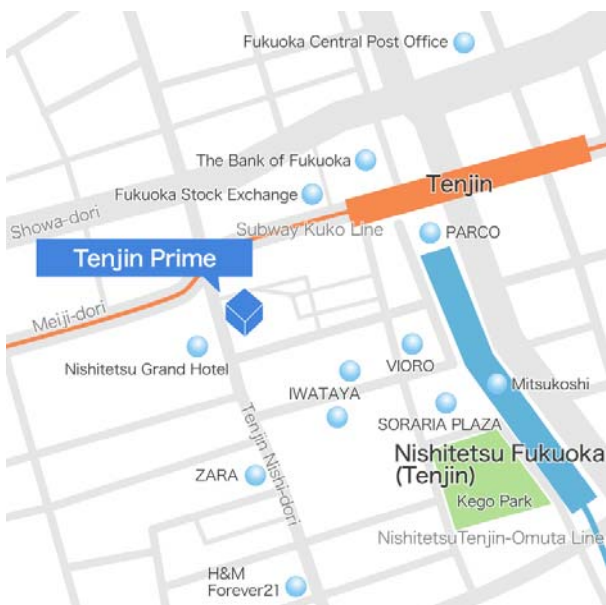 Fukuoka Central Post Office
The Bank of Fukuoka
Tenjin
Fukuoka Stock Exchange
Showa-dori
Subway Kuko Line
PARCO
Tenjin Prime
Meiji-dori
Nishitetsu Grand Hotel
VIORO
IWATAYA
Mitsukoshi
SORARIA PLAZA
Tenjin Nishi-dori
Nishitetsu Fukuoka
(Tenjin)
ZARA
Kego Park
NishitetsuTenjin-Omuta Line
H&M
Forever21